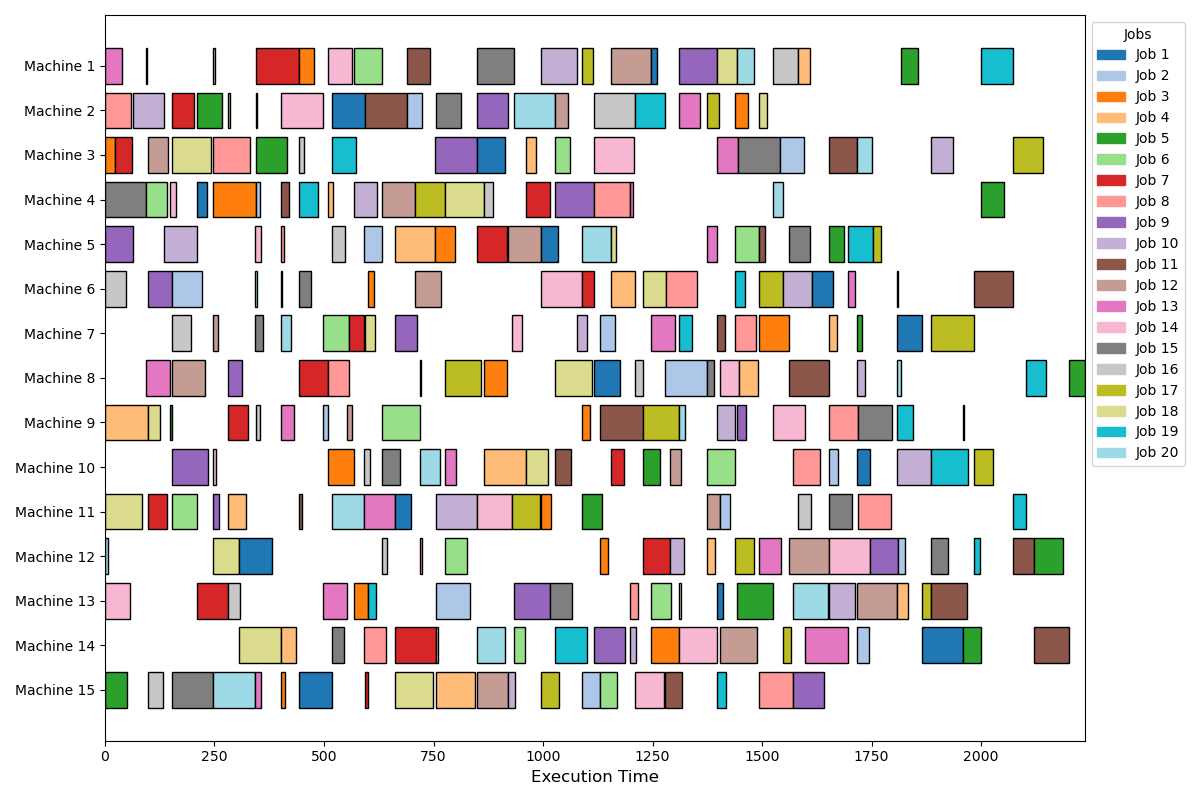 Machine 1
Machine 2
Machine 3
Machine 4
Machine 5
Machine 6
Machine 7
Machine 8
Machine 9
Machine 10
Machine 11
Machine 12
Machine 13
Machine 14
Machine 15
0 250 500 750 1000 1250 1500 1750 2000
Execution Time
Jobs
Job 1
Job 2
Job 3
Job 4
Job 5
Job 6
Job 7
Job 8
Job 9
Job 10
Job 11
Job 12
Job 13
Job 14
Job 15
Job 16
Job 17
Job 18
Job 19
Job 20